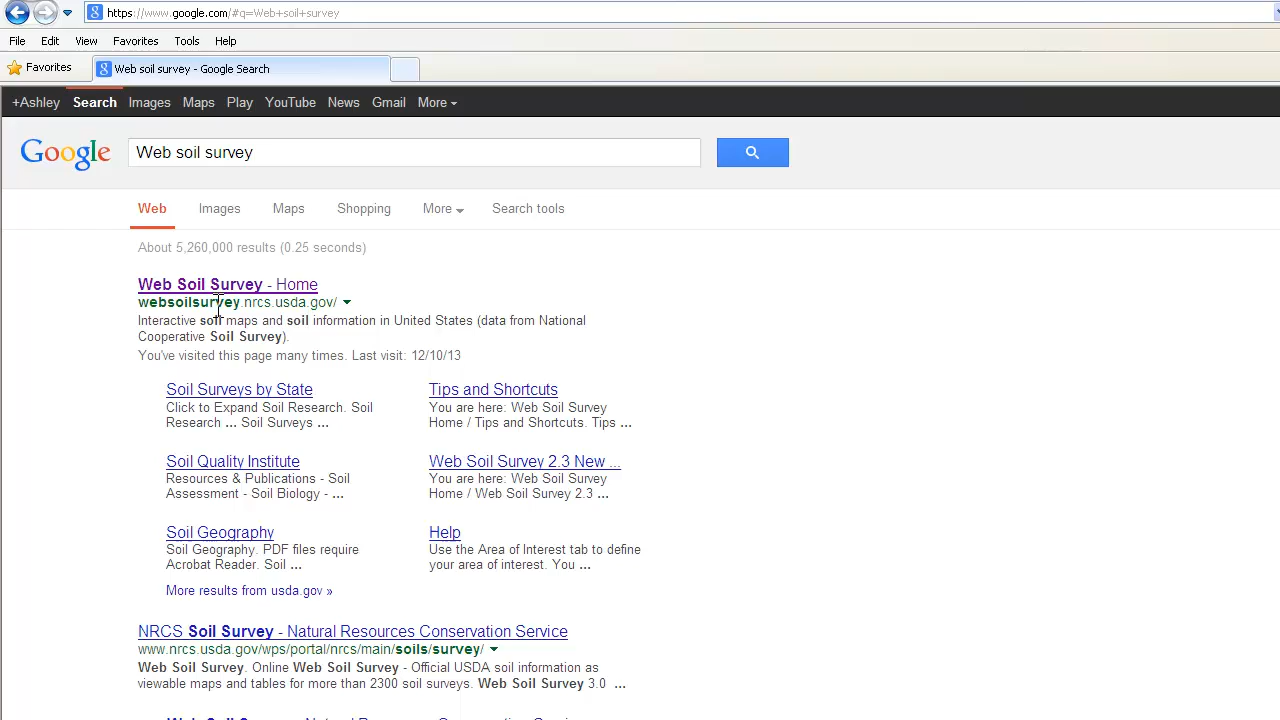 https://www.google.com/#q=Web+soil+survey
File Edit View Favorites Tools Help
Favorites Web soil survey - Google Search
+Ashley Search Images Maps Play YouTube News Gmail More
Google Web soil survey
Web Images Maps Shopping More Search tools
About 5,260,000 results (0.25 seconds)
Web Soil Survey - Home
websoilsurvey.nrcs.usda.gov/
Interactive soil maps and soil information in United States (data from National
Cooperative Soil Survey).
You've visited this page many times. Last visit: 12/10/13
Soil Surveys by State
Click to Expand Soil Research. Soil
Research ... Soil Surveys ...
Tips and Shortcuts
You are here: Web Soil Survey
Home / Tips and Shortcuts. Tips ...
Soil Quality Institute
Resources & Publications - Soil
Assessment - Soil Biology - ...
Web Soil Survey 2.3 New ...
You are here: Web Soil Survey
Home / Web Soil Survey 2.3 ...
Soil Geography
Soil Geography. PDF files require
Acrobat Reader. Soil ...
Help
Use the Area of Interest tab to define
your area of interest. You ...
More results from usda.gov »
NRCS Soil Survey - Natural Resources Conservation Service
www.nrcs.usda.gov/wps/portal/nrcs/main/soils/survey/
Web Soil Survey. Online Web Soil Survey - Official USDA soil information as
viewable maps and tables for more than 2300 soil surveys. Web Soil Survey 3.0 ...